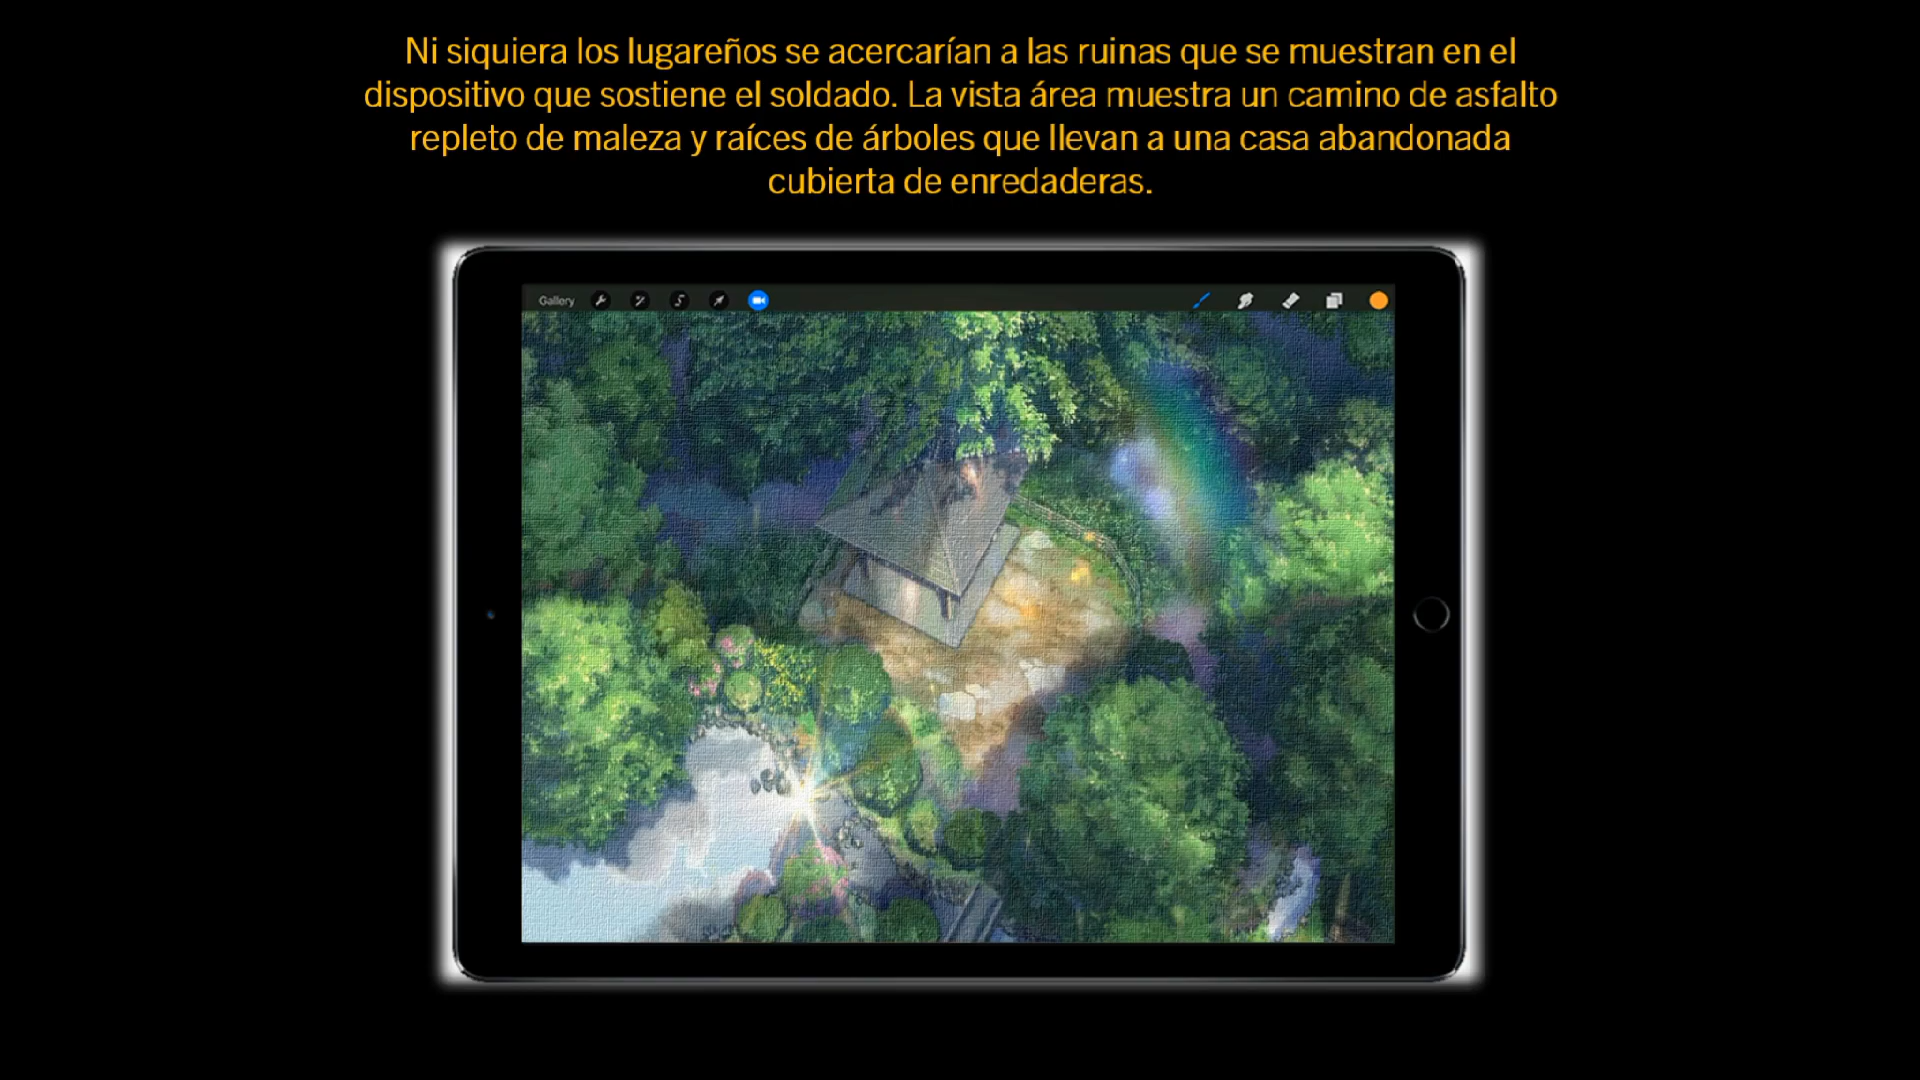 Ni siquiera los lugareños se acercarían a las ruinas que se muestran en el
dispositivo que sostiene el soldado. La vista área muestra un camino de asfalto
repleto de maleza y raíces de árboles que llevan a una casa abandonada
cubierta de enredaderas.
Gallery